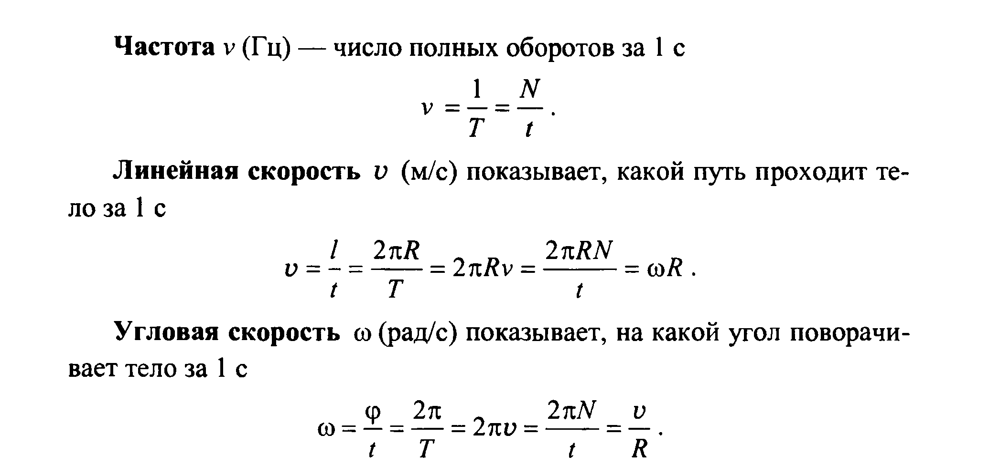 Частота ν (Гц) — число полных оборотов за 1 с
ν = 1/T = N/t .
Линейная скорость υ (м/с) показывает, какой путь проходит те-
ло за 1 с
υ = l/t = 2πR/T = 2πRν = 2πRN/t = ωR .
Угловая скорость ω (рад/с) показывает, на какой угол поворачи-
вает тело за 1 с
ω = φ/t = 2π/T = 2πυ = 2πN/t = υ/R .